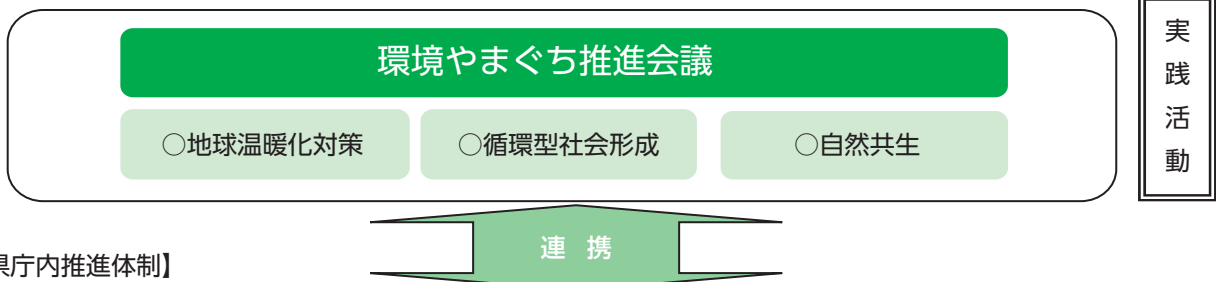 環境やまぐち推進会議
○地球温暖化対策
○循環型社会形成
○自然共生
実践活動
連 携
県庁内推進体制】